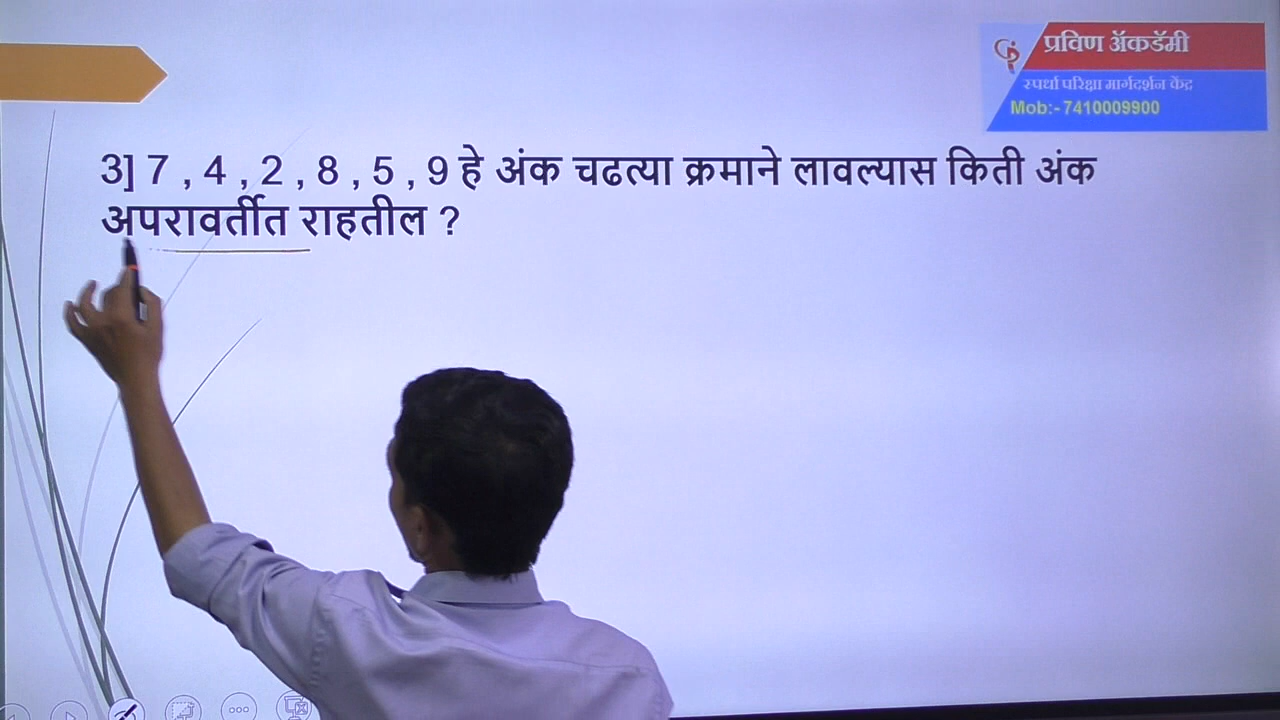 प्रविण ॲकडॅमी
स्पर्धा परिक्षा मार्गदर्शन केंद्र
Mob:- 7410009900
3] 7 , 4 , 2 , 8 , 5 , 9 हे अंक चढत्या क्रमाने लावल्यास किती अंक
अपरावर्तीत राहतील ?